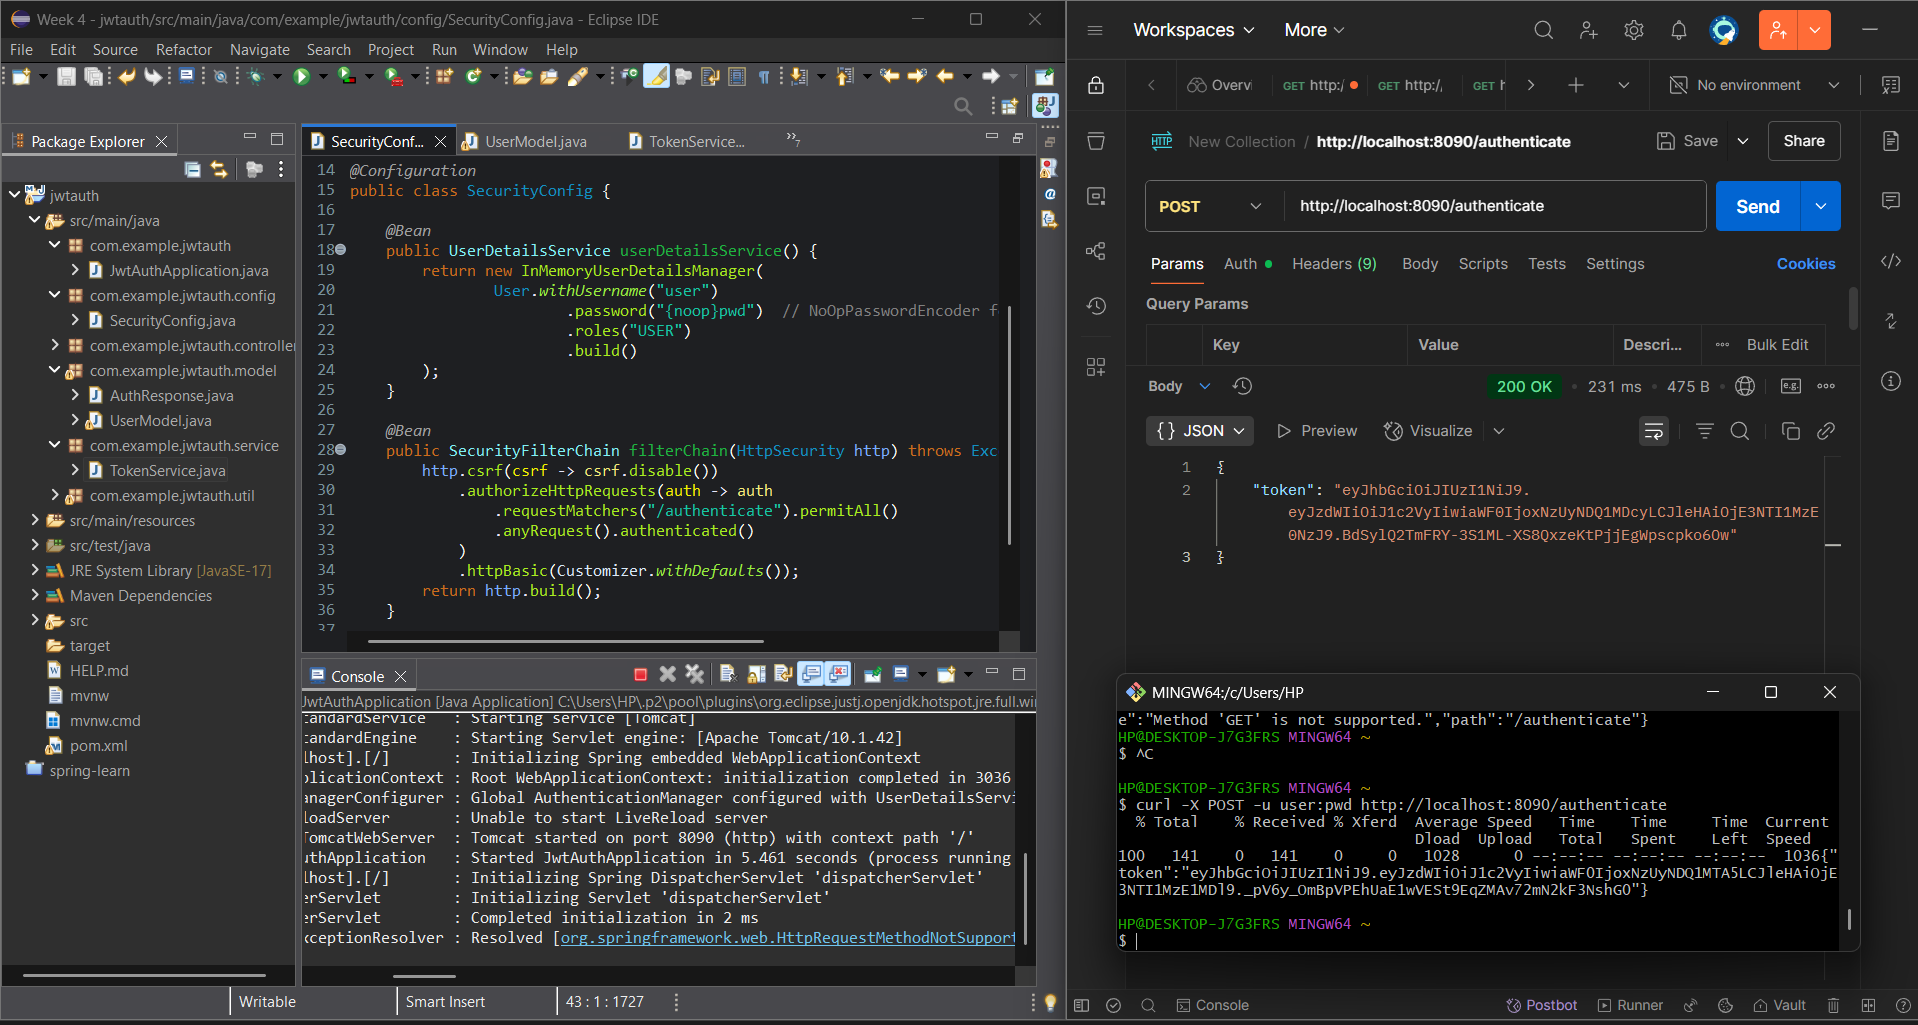 Week 4 - jwtauth/src/main/java/com/example/jwtauth/config/SecurityConfig.java - Eclipse IDE
File Edit Source Refactor Navigate Search Project Run Window Help
Package Explorer
jwtauth
src/main/java
com.example.jwtauth
JwtAuthApplication.java
com.example.jwtauth.config
SecurityConfig.java
com.example.jwtauth.controller
com.example.jwtauth.model
AuthResponse.java
UserModel.java
com.example.jwtauth.service
TokenService.java
com.example.jwtauth.util
src/main/resources
src/test/java
JRE System Library [JavaSE-17]
Maven Dependencies
src
target
HELP.md
mvnw
mvnw.cmd
pom.xml
spring-learn
SecurityConf... UserModel.java TokenService... 7
14 @Configuration
15 public class SecurityConfig {
16
17 @Bean
18 public UserDetailsService userDetailsService() {
19 return new InMemoryUserDetailsManager(
20 User.withUsername("user")
21 .password("{noop}pwd") // NoOpPasswordEncoder f
22 .roles("USER")
23 .build()
24 );
25 }
26
27 @Bean
28 public SecurityFilterChain filterChain(HttpSecurity http) throws Exc
29 http.csrf(csrf -> csrf.disable())
30 .authorizeHttpRequests(auth -> auth
31 .requestMatchers("/authenticate").permitAll()
32 .anyRequest().authenticated()
33 )
34 .httpBasic(Customizer.withDefaults());
35 return http.build();
36 }
37
Console
JwtAuthApplication [Java Application] C:\Users\HP\.p2\pool\plugins\org.eclipse.justj.openjdk.hotspot.jre.full.wi
tandardService : Starting service [Tomcat]
tandardEngine : Starting Servlet engine: [Apache Tomcat/10.1.42]
lhost].[/] : Initializing Spring embedded WebApplicationContext
plicationContext : Root WebApplicationContext: initialization completed in 3036
anagerConfigurer : Global AuthenticationManager configured with UserDetailsServi
loadServer : Unable to start LiveReload server
TomcatWebServer : Tomcat started on port 8090 (http) with context path '/'
uthApplication : Started JwtAuthApplication in 5.461 seconds (process running
lhost].[/] : Initializing Spring DispatcherServlet 'dispatcherServlet'
erServlet : Initializing Servlet 'dispatcherServlet'
erServlet : Completed initialization in 2 ms
xceptionResolver : Resolved [org.springframework.web.HttpRequestMethodNotSupport
Writable Smart Insert 43 : 1 : 1727
Workspaces More
Overvi GET http:/ GET http:/, GET h No environment
HTTP New Collection / http://localhost:8090/authenticate Save Share
POST http://localhost:8090/authenticate Send
Params Auth Headers (9) Body Scripts Tests Settings Cookies
Query Params
Key Value Descri... Bulk Edit
Body 200 OK 231 ms 475 B e.g.
{} JSON Preview Visualize
1 {
2 "token": "eyJhbGciOiJIUzI1NiJ9.
eyJzdWIiOiJ1c2VyIiwiaWF0IjoxNzUyNDQ1MDcyLCJleHAiOjE3NTI1MzE
0NzJ9.BdSylQ2TmFRY-3S1ML-XS8QxzeKtPjjEgWpscpko6Ow"
3 }
MINGW64:/c/Users/HP
e":"Method 'GET' is not supported.","path":"/authenticate"}
HP@DESKTOP-J7G3FRS MINGW64 ~
$ ^C
HP@DESKTOP-J7G3FRS MINGW64 ~
$ curl -X POST -u user:pwd http://localhost:8090/authenticate
% Total % Received % Xferd Average Speed Time Time Time Current
Dload Upload Total Spent Left Speed
100 141 0 141 0 0 1028 0 --:--:-- --:--:-- --:--:-- 1036{"
token":"eyJhbGciOiJIUzI1NiJ9.eyJzdWIiOiJ1c2VyIiwiaWF0IjoxNzUyNDQ1MTA5LCJleHAiOjE
3NTI1MzE1MDl9._pV6y_OmBpVPEhUaE1wVESt9EqZMAv72mN2kF3NshG0"}
HP@DESKTOP-J7G3FRS MINGW64 ~
$
Console Postbot Runner Vault